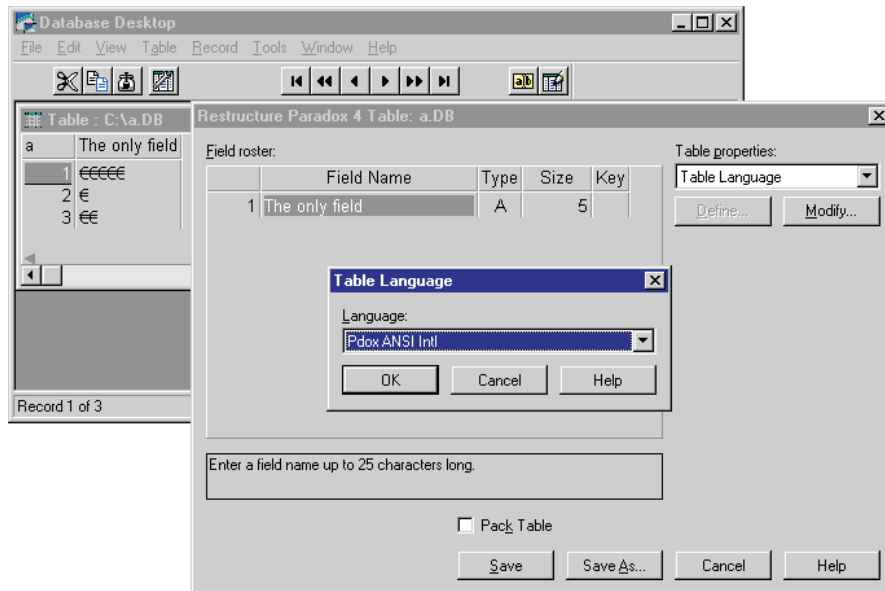 Database Desktop
File Edit View Table Record Tools Window Help
Table : C:\a.DB
a The only field
1 €€€€€
2 €
3 €€
Record 1 of 3
Restructure Paradox 4 Table: a.DB
Field roster:
Field Name Type Size Key
1 The only field A 5
Table properties:
Table Language
Define... Modify...
Table Language
Language:
Pdox ANSI Intl
OK Cancel Help
Enter a field name up to 25 characters long.
Pack Table
Save Save As... Cancel Help